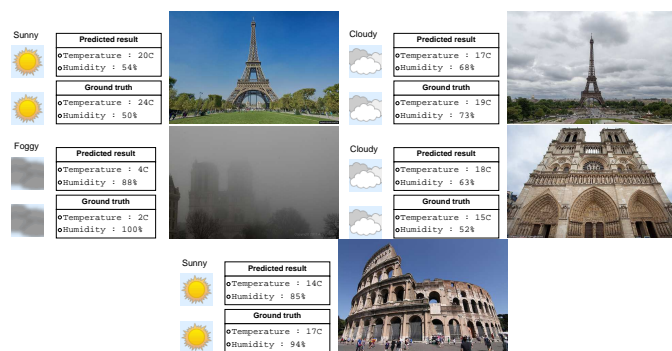 Sunny
Predicted result
Temperature : 20C
Humidity : 54%
Ground truth
Temperature : 24C
Humidity : 50%
Cloudy
Predicted result
Temperature : 17C
Humidity : 68%
Ground truth
Temperature : 19C
Humidity : 73%
Foggy
Predicted result
Temperature : 4C
Humidity : 88%
Ground truth
Temperature : 2C
Humidity : 100%
Cloudy
Predicted result
Temperature : 18C
Humidity : 63%
Ground truth
Temperature : 15C
Humidity : 52%
Sunny
Predicted result
Temperature : 14C
Humidity : 85%
Ground truth
Temperature : 17C
Humidity : 94%